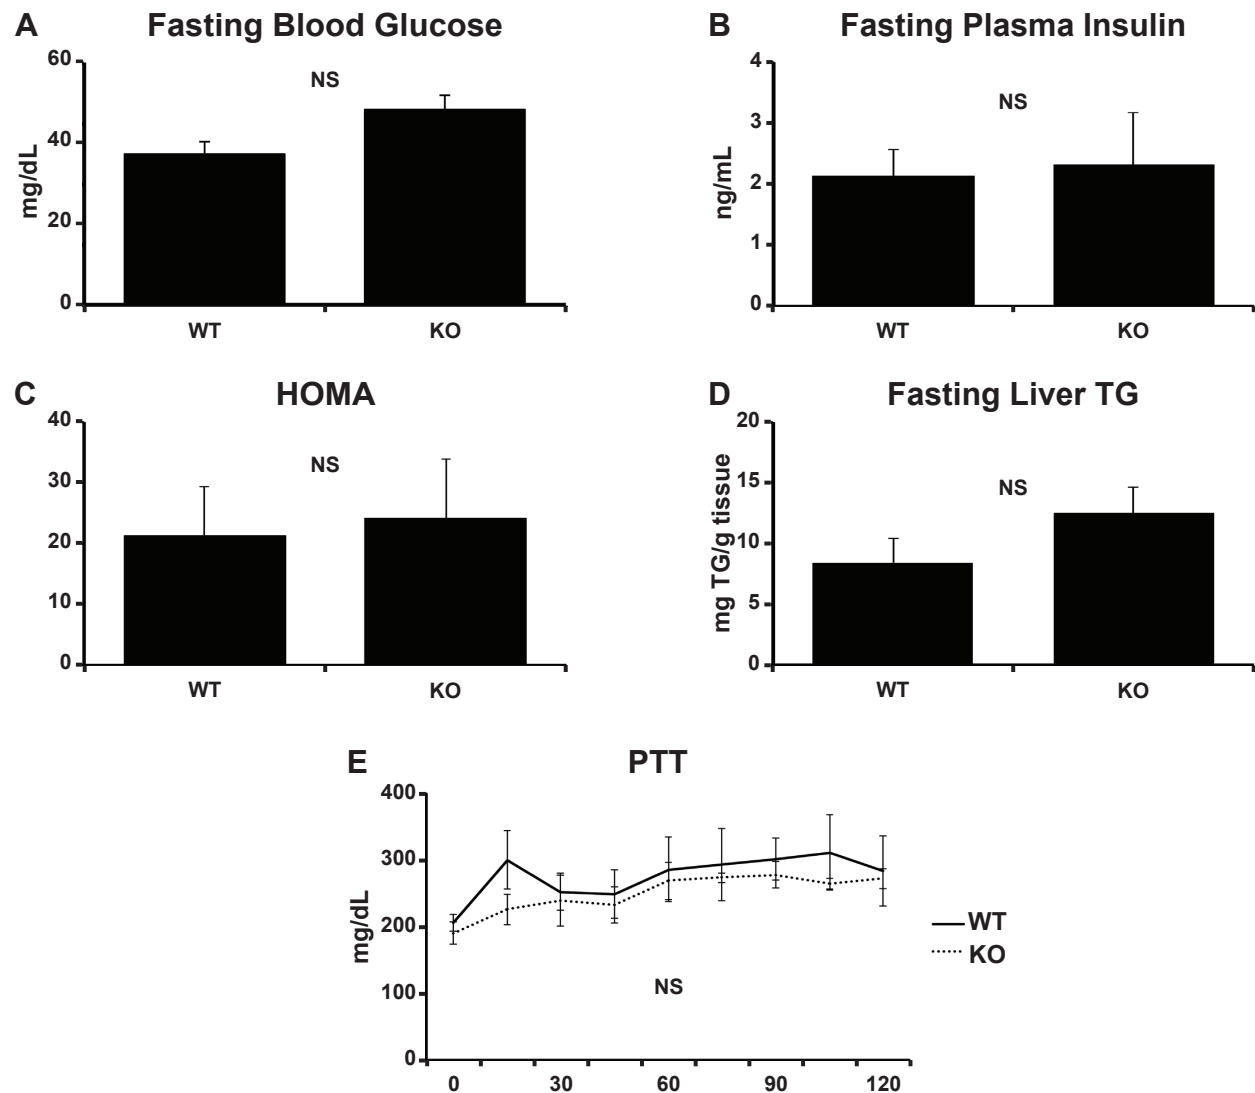 A Fasting Blood Glucose
60
40
20
0
mg/dL
NS
WT KO
B Fasting Plasma Insulin
4
3
2
1
0
ng/mL
NS
WT KO
C HOMA
40
30
20
10
0
NS
WT KO
D Fasting Liver TG
20
15
10
5
0
mg TG/g tissue
NS
WT KO
E PTT
400
300
200
100
0
mg/dL
NS
0 30 60 90 120
WT
KO